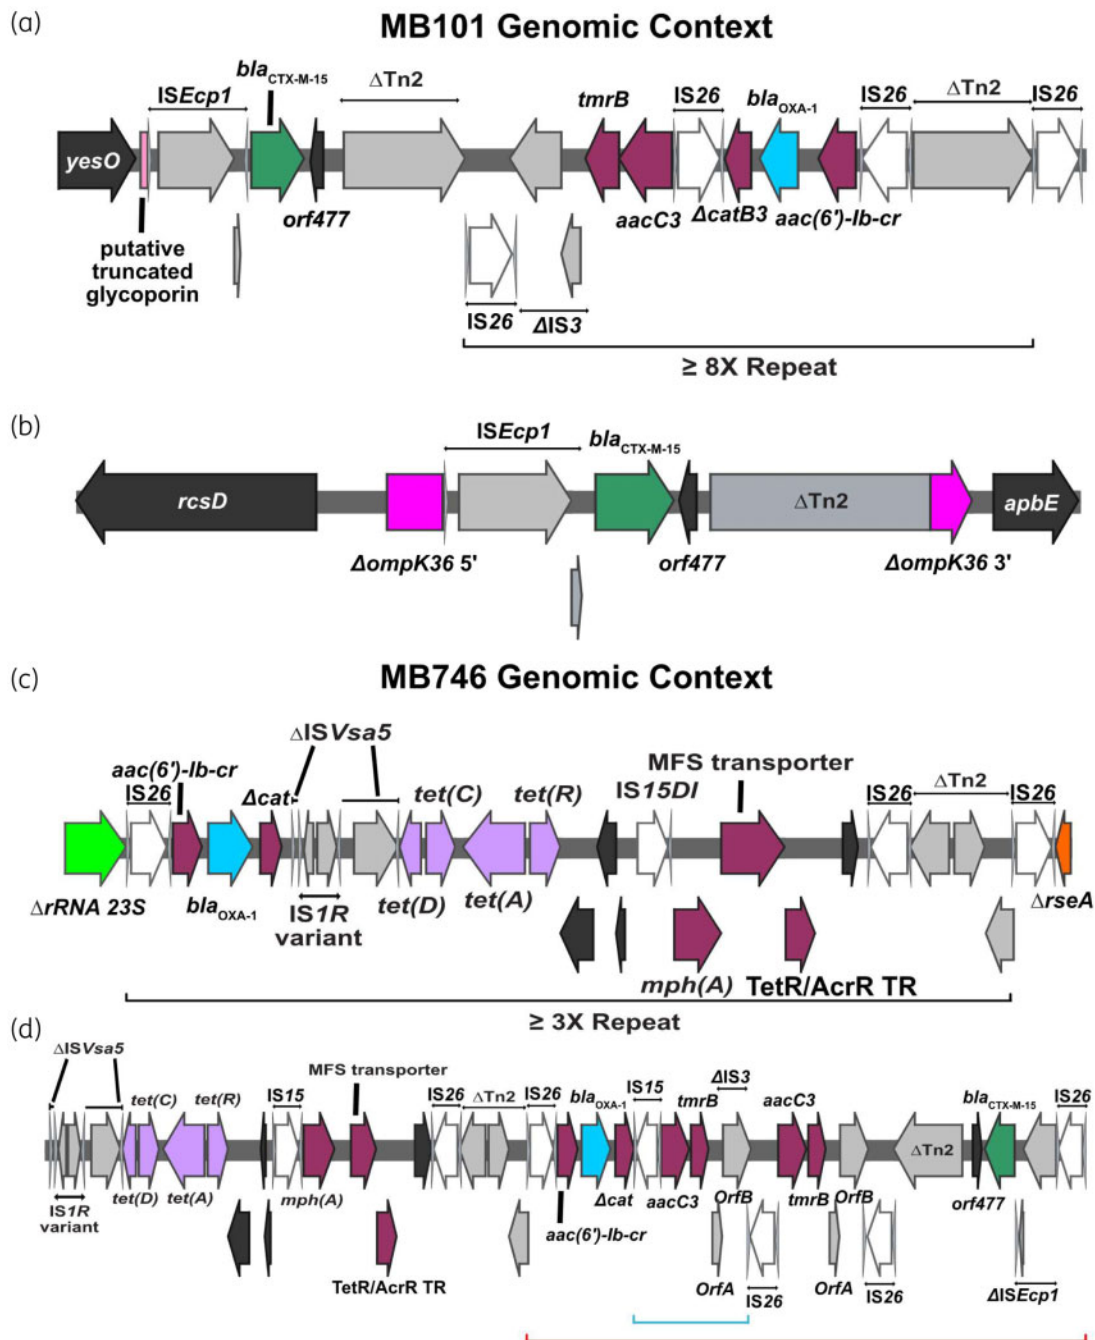 (a)
MB101 Genomic Context
blaCTX-M-15
ISEcp1
ΔTn2
tmrB
IS26
blaOXA-1
IS26
ΔTn2
IS26
yesO
orf477
aacC3
ΔcatB3
aac(6')-Ib-cr
putative
truncated
glycoporin
IS26
ΔIS3
≥ 8X Repeat
(b)
ISEcp1
blaCTX-M-15
rcsD
ΔTn2
apbE
ΔompK36 5'
orf477
ΔompK36 3'
(c)
MB746 Genomic Context
ΔISVsa5
aac(6')-Ib-cr
MFS transporter
IS26
Δcat
tet(C)
tet(R)
IS15DI
IS26
ΔTn2
IS26
ΔrRNA 23S
blaOXA-1
IS1R
variant
tet(D)
tet(A)
ΔrseA
mph(A)
TetR/AcrR TR
≥ 3X Repeat
(d)
ΔISVsa5
MFS transporter
tet(C)
tet(R)
IS15
IS26
ΔTn2
IS26
blaOXA-1
IS15
tmrB
ΔIS3
aacC3
blaCTX-M-15
IS26
ΔTn2
IS1R
variant
tet(D)
tet(A)
mph(A)
Δcat
aacC3
OrfB
tmrB
OrfB
orf477
aac(6')-Ib-cr
TetR/AcrR TR
OrfA
IS26
OrfA
IS26
ΔISEcp1